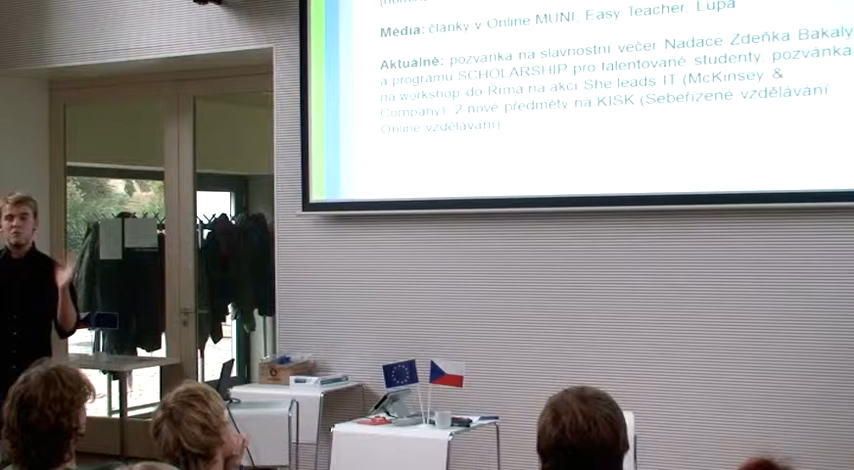 Média: články v Online MUNI, Easy Teacher, Lupa
Aktuálně: pozvánka na slavnostní večer Nadace Zdeňka Bakaly
a programu SCHOLARSHIP pro talentované studenty, pozvánka
na workshop do Říma na akci She leads IT (McKinsey &
Company), 2 nové předměty na KISK (Sebeřízené vzdělávání
Online vzdělávání)